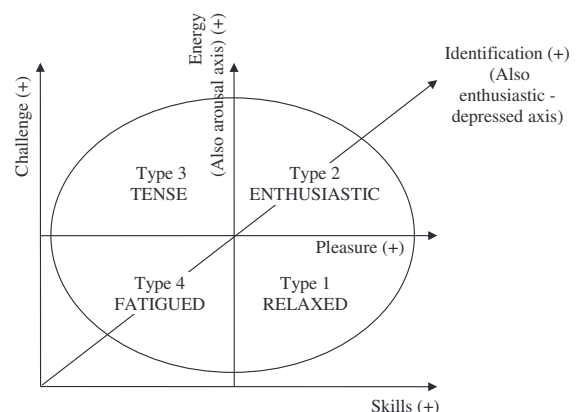 Energy (+)
(Also arousal axis) (+)
Identification (+)
(Also
enthusiastic -
depressed axis)
Challenge (+)
Type 3
TENSE
Type 2
ENTHUSIASTIC
Pleasure (+)
Type 4
FATIGUED
Type 1
RELAXED
Skills (+)